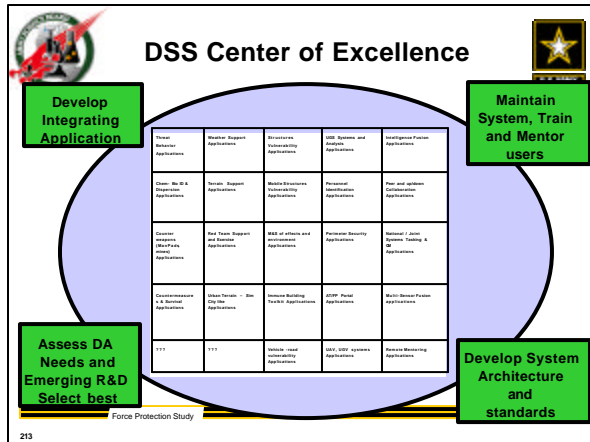 DSS Center of Excellence
Develop
Integrating
Application
Maintain
System, Train
and Mentor
users
Threat
Behavior
Applications
Weather Support
Applications
Structures
Vulnerability
Applications
UGS Systems and
Analysis
Applications
Intelligence Fusion
Applications
Chem- Bio ID &
Dispersion
Applications
Terrain Support
Applications
Mobile Structures
Vulnerability
Applications
Personnel
Identification
Applications
Peer and up/down
Collaboration
Applications
Counter
weapons
(ManPads,
mines)
Applications
Red Team Support
and Exercise
Applications
M&S of effects and
environment
Applications
Perimeter Security
Applications
National / Joint
Systems Tasking &
Applications
Countermeasure
s & Survival
Applications
Urban Terrain – Sim
City like
Applications
Immune Building
Toolkit Applications
AT/FP Portal
Applications
Multi-Sensor Fusion
applications
???
???
Vehicle -road
vulnerability
Applications
UAV, UGV systems
Applications
Remote Mentoring
Applications
Assess DA
Needs and
Emerging R&D
Select best
Develop System
Architecture
and
standards
Force Protection Study
213